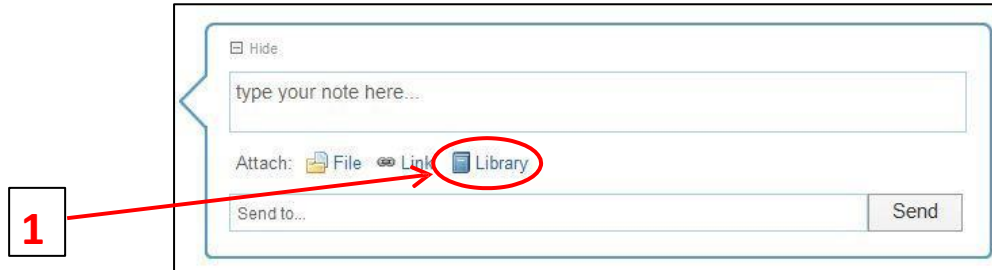 Hide
type your note here...
Attach: File Link Library
Send to... Send
1